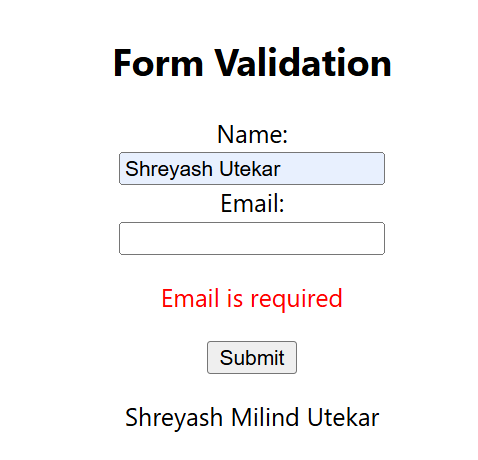 Form Validation
Name:
Shreyash Utekar
Email:
Email is required
Submit
Shreyash Milind Utekar